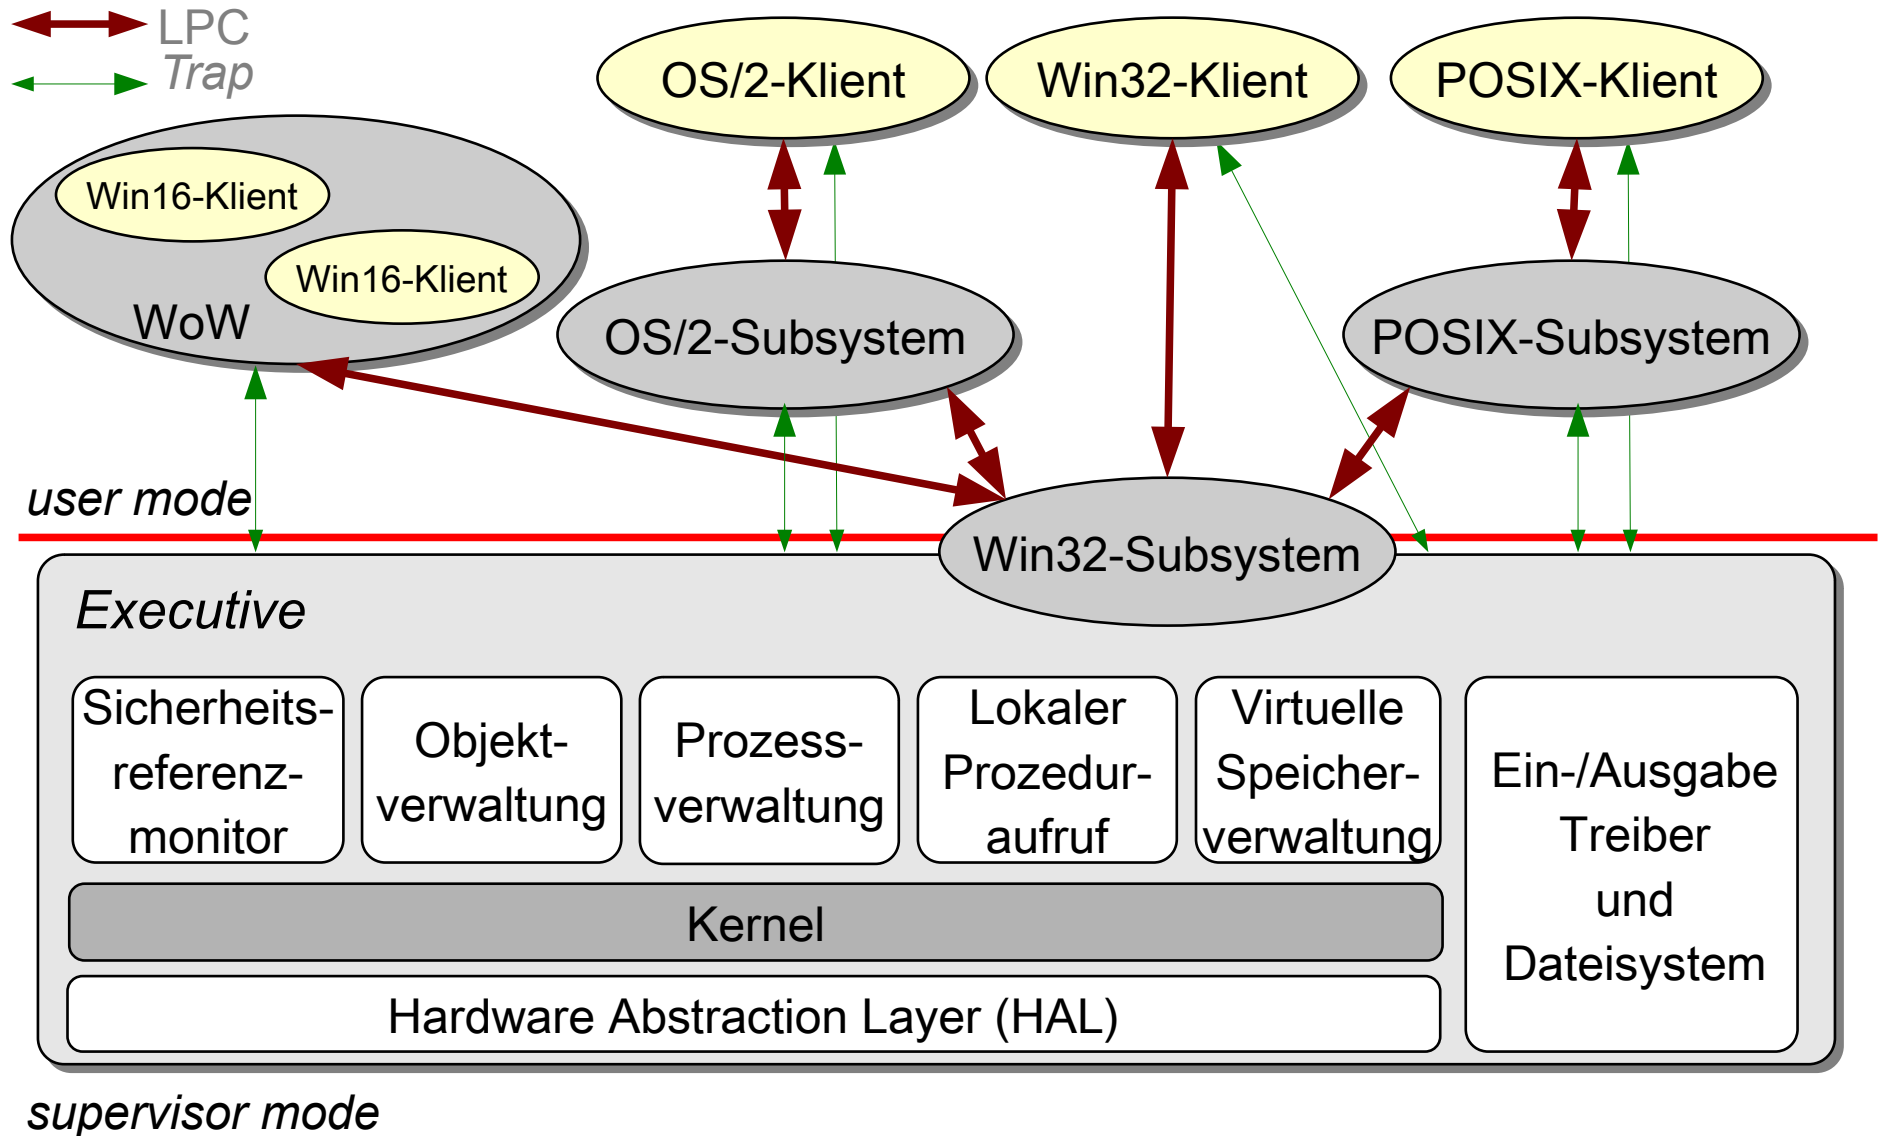 LPC
Trap
OS/2-Klient
Win32-Klient
POSIX-Klient
Win16-Klient
Win16-Klient
WoW
OS/2-Subsystem
POSIX-Subsystem
user mode
Win32-Subsystem
Executive
Sicherheits-
referenz-
monitor
Objekt-
verwaltung
Prozess-
verwaltung
Lokaler
Prozedur-
aufruf
Virtuelle
Speicher-
verwaltung
Ein-/Ausgabe
Treiber
und
Dateisystem
Kernel
Hardware Abstraction Layer (HAL)
supervisor mode